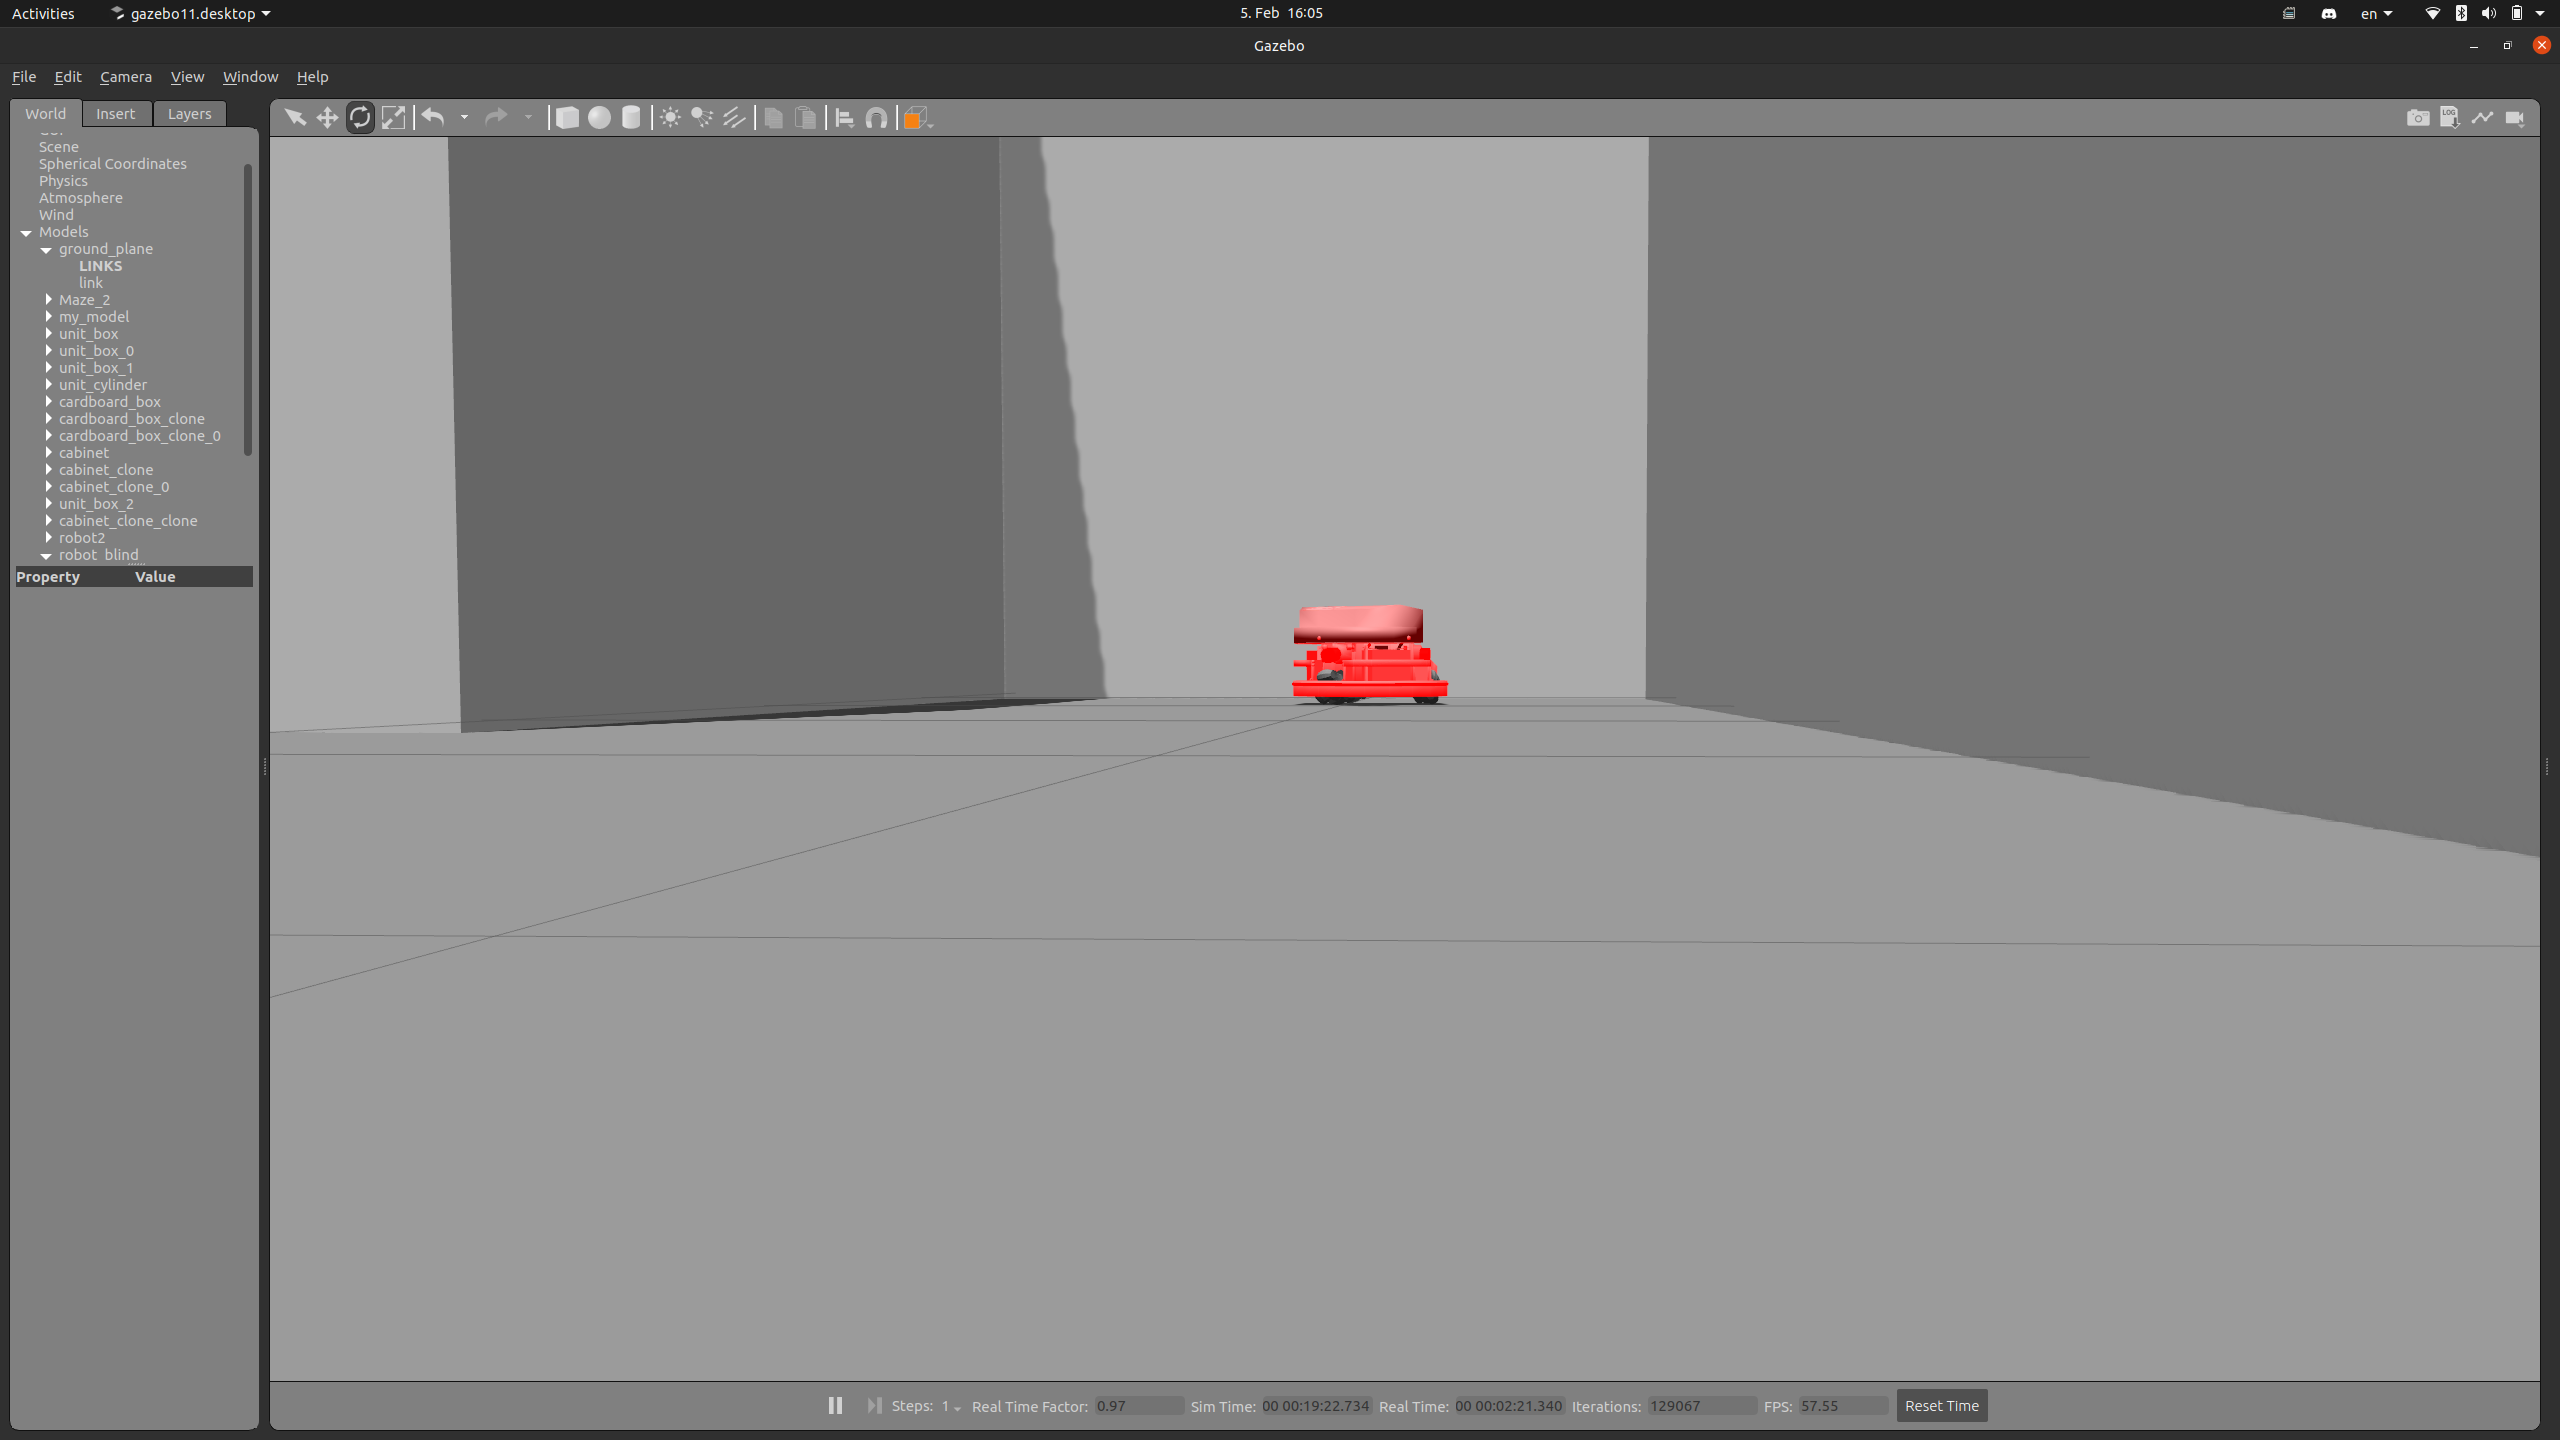 Activities gazebo11.desktop 5. Feb 16:05 en
Gazebo
File Edit Camera View Window Help
World Insert Layers
LOG
Scene
Spherical Coordinates
Physics
Atmosphere
Wind
Models
ground_plane
LINKS
link
Maze_2
my_model
unit_box
unit_box_0
unit_box_1
unit_cylinder
cardboard_box
cardboard_box_clone
cardboard_box_clone_0
cabinet
cabinet_clone
cabinet_clone_0
unit_box_2
cabinet_clone_clone
robot2
robot_blind
Property Value
Steps: 1 Real Time Factor: 0.97 Sim Time: 00 00:19:22.734 Real Time: 00 00:02:21.340 Iterations: 129067 FPS: 57.55 Reset Time